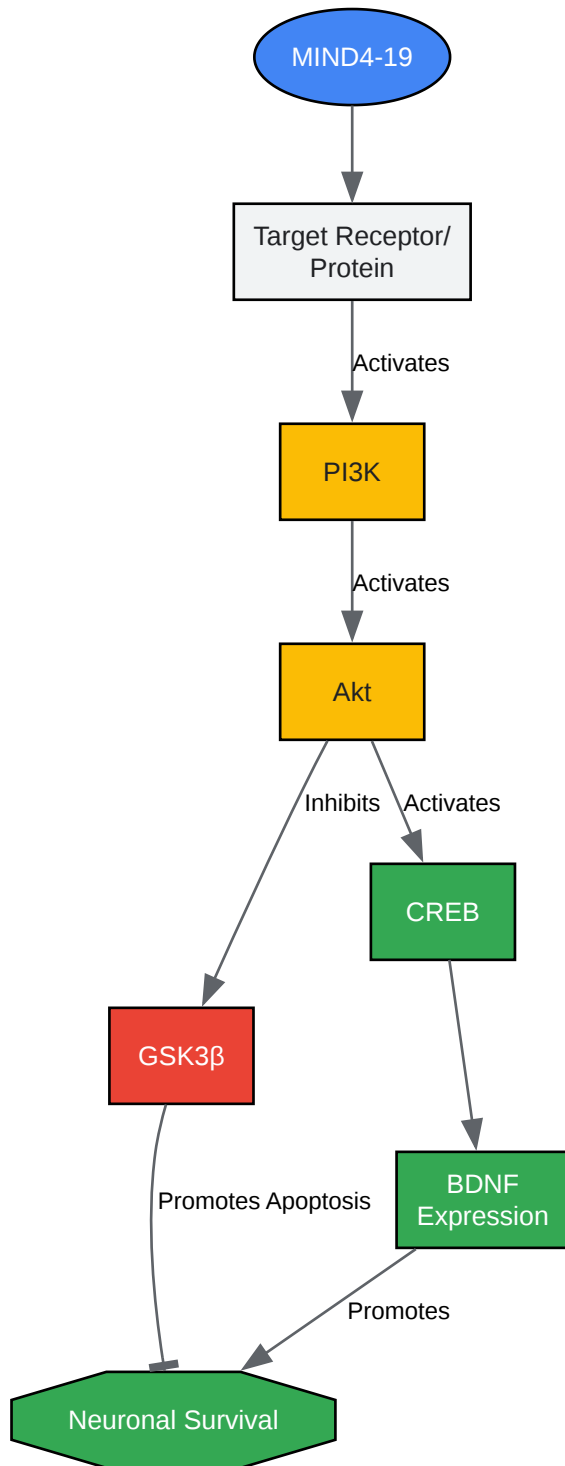 MIND4-19
Target Receptor/
Protein
Activates
PI3K
Activates
Akt
Inhibits
Activates
CREB
GSK3β
BDNF
Expression
Promotes Apoptosis
Promotes
Neuronal Survival